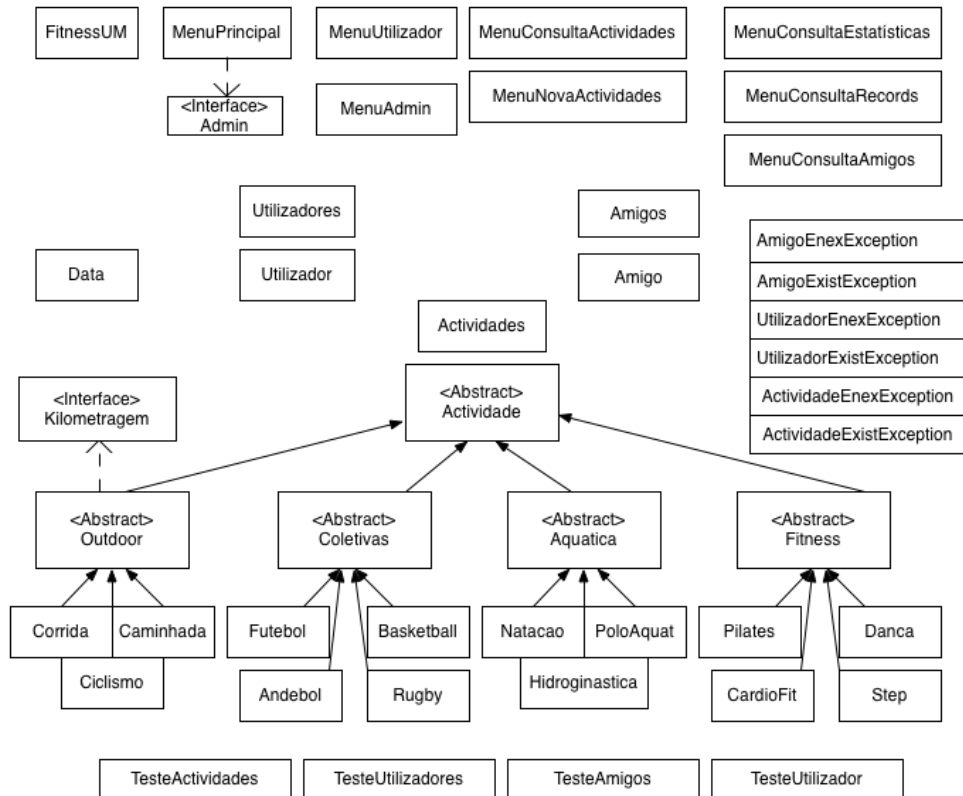 FitnessUM
MenuPrincipal
MenuUtilizador
MenuConsultaActividades
MenuConsultaEstatísticas
<Interface>
Admin
MenuAdmin
MenuNovaActividades
MenuConsultaRecords
MenuConsultaAmigos
Utilizadores
Amigos
Data
Utilizador
Amigo
AmigoEnexException
AmigoExistException
UtilizadorEnexException
UtilizadorExistException
ActividadeEnexException
ActividadeExistException
Actividades
<Abstract>
Actividade
<Interface>
Kilometragem
<Abstract>
Outdoor
<Abstract>
Coletivas
<Abstract>
Aquatica
<Abstract>
Fitness
Corrida
Caminhada
Ciclismo
Futebol
Basketball
Andebol
Rugby
Natacao
PoloAquat
Hidroginastica
Pilates
Danca
CardioFit
Step
TesteActividades
TesteUtilizadores
TesteAmigos
TesteUtilizador